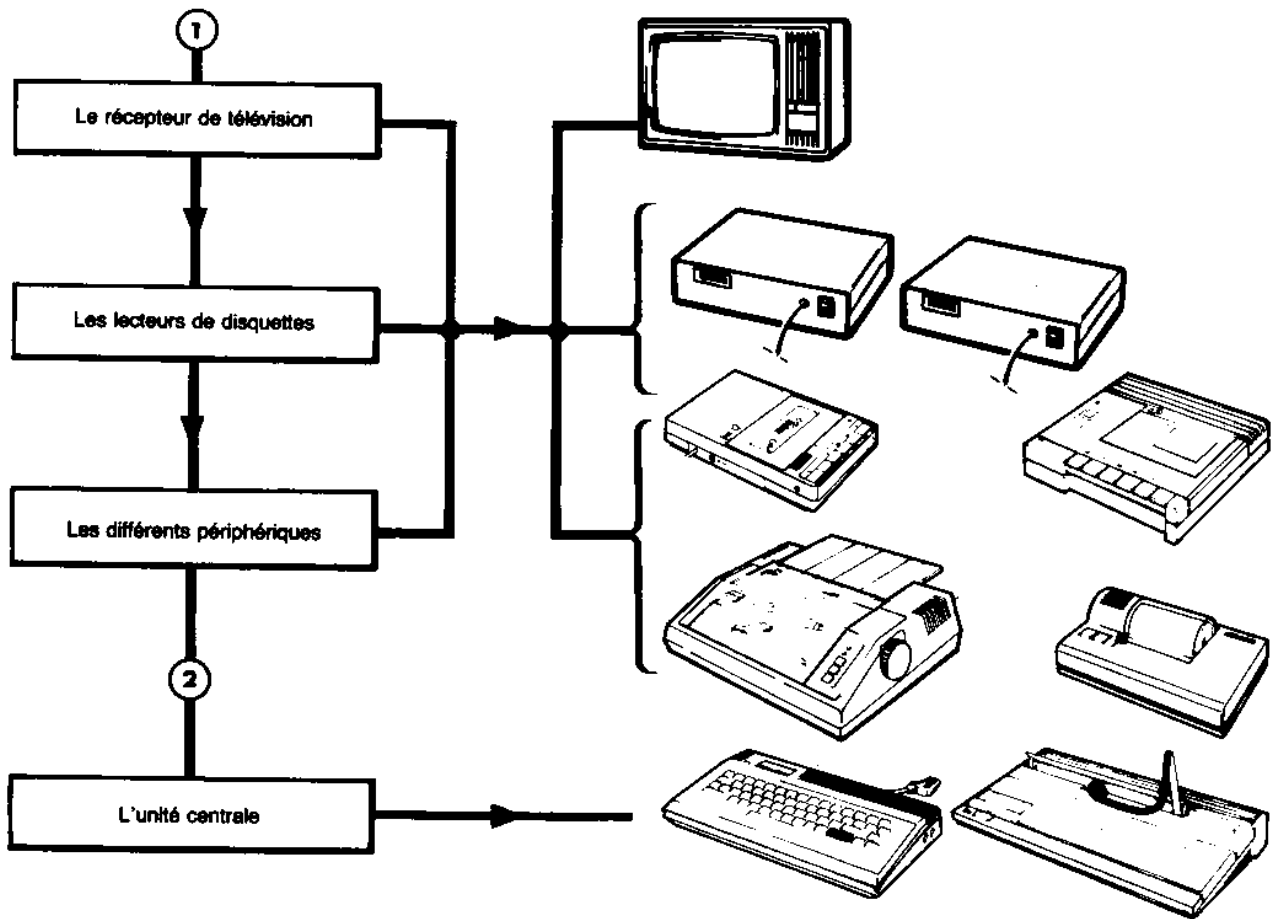 1
Le récepteur de télévision
Les lecteurs de disquettes
Les différents périphériques
2
L'unité centrale